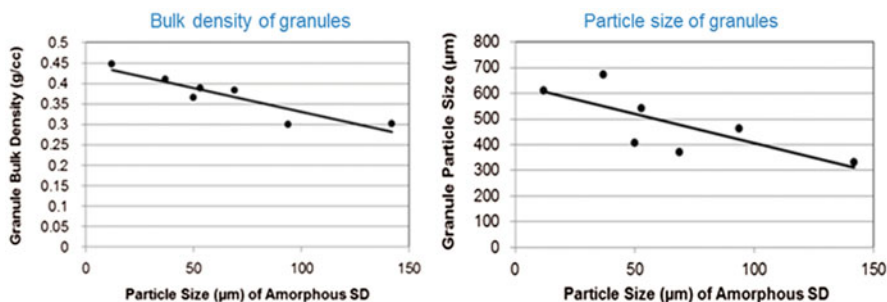 Bulk density of granules
Granule Bulk Density (g/cc)
0.5
0.45
0.4
0.35
0.3
0.25
0.2
0.15
0.1
0.05
0
0 50 100 150
Particle Size (µm) of Amorphous SD
Particle size of granules
Granule Particle Size (µm)
800
700
600
500
400
300
200
100
0
0 50 100 150
Particle Size (µm) of Amorphous SD